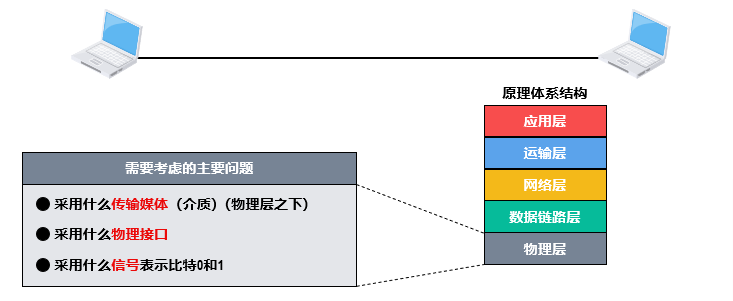 原理体系结构
应用层
运输层
网络层
数据链路层
物理层
需要考虑的主要问题
● 采用什么传输媒体（介质）（物理层之下）
● 采用什么物理接口
● 采用什么信号表示比特0和1